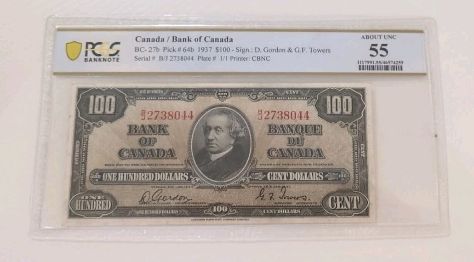 PCGS
BANKNOTE
Canada / Bank of Canada
BC- 27b Pick # 64b 1937 $100 - Sign.: D. Gordon & G.F. Towers
Serial # B/J 2738044 Plate # 1/1 Printer: CBNC
ABOUT UNC
55
100
B/J 2738044
B/J 2738044
100
BANK
OF
CANADA
BANQUE
DU
CANADA
ONE HUNDRED DOLLARS
CENT DOLLARS
ONE
HUNDRED
D. Gordon
100
G. F. Towers
CENT